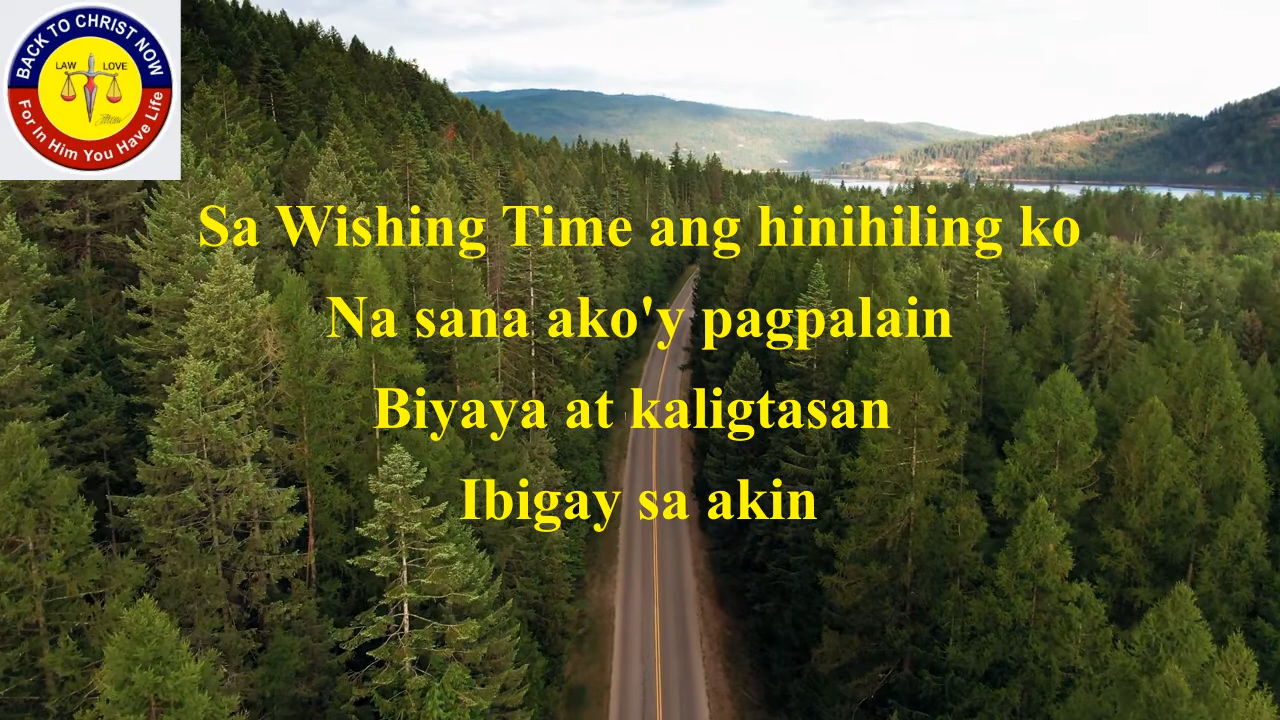 BACK TO CHRIST NOW
LAW LOVE
For In Him You Have Life
Sa Wishing Time ang hinihiling ko
Na sana ako'y pagpalain
Biyaya at kaligtasan
Ibigay sa akin